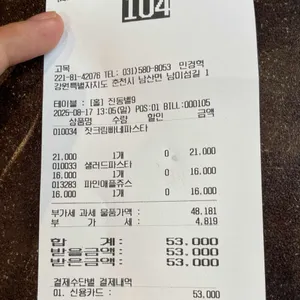 104
고목
221-81-42076 TEL: 031)580-8053 민경혁
강원특별자치도 춘천시 남산면 남이섬길 1
테이블 : [홀] 진동벨9
2025-08-17 13:05(일) POS:01 BILL:000105
상품명 수량 할인 금액
010034 잣크림빠네파스타
21.000 1개 0 21.000
010033 샐러드파스타
16.000 1개 0 16.000
013283 파인애플쥬스
16.000 1개 0 16.000
부가세 과세 물품가액 : 48.181
부 가 세 : 4.819
합 계 : 53.000
받을금액 : 53.000
받은금액 : 53.000
결제수단별 결제내역
01. 신용카드 : 53.000